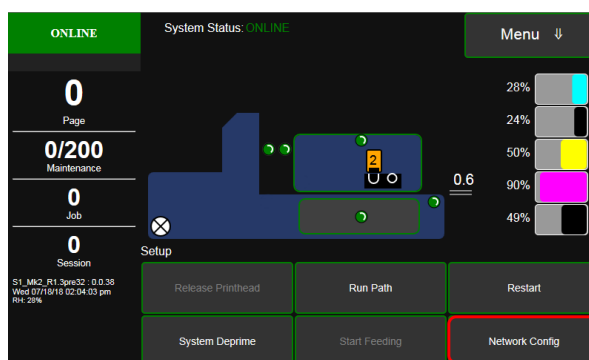 ONLINE
System Status: ONLINE
Menu ⇓
0
Page
0/200
Maintenance
0
Job
0
Session
S1_Mk2_R1.3pre32 : 0.0.38
Wed 07/18/18 02:04:03 pm
RH: 28%
2
0.6
28%
24%
50%
90%
49%
Setup
Release Printhead
Run Path
Restart
System Deprime
Start Feeding
Network Config